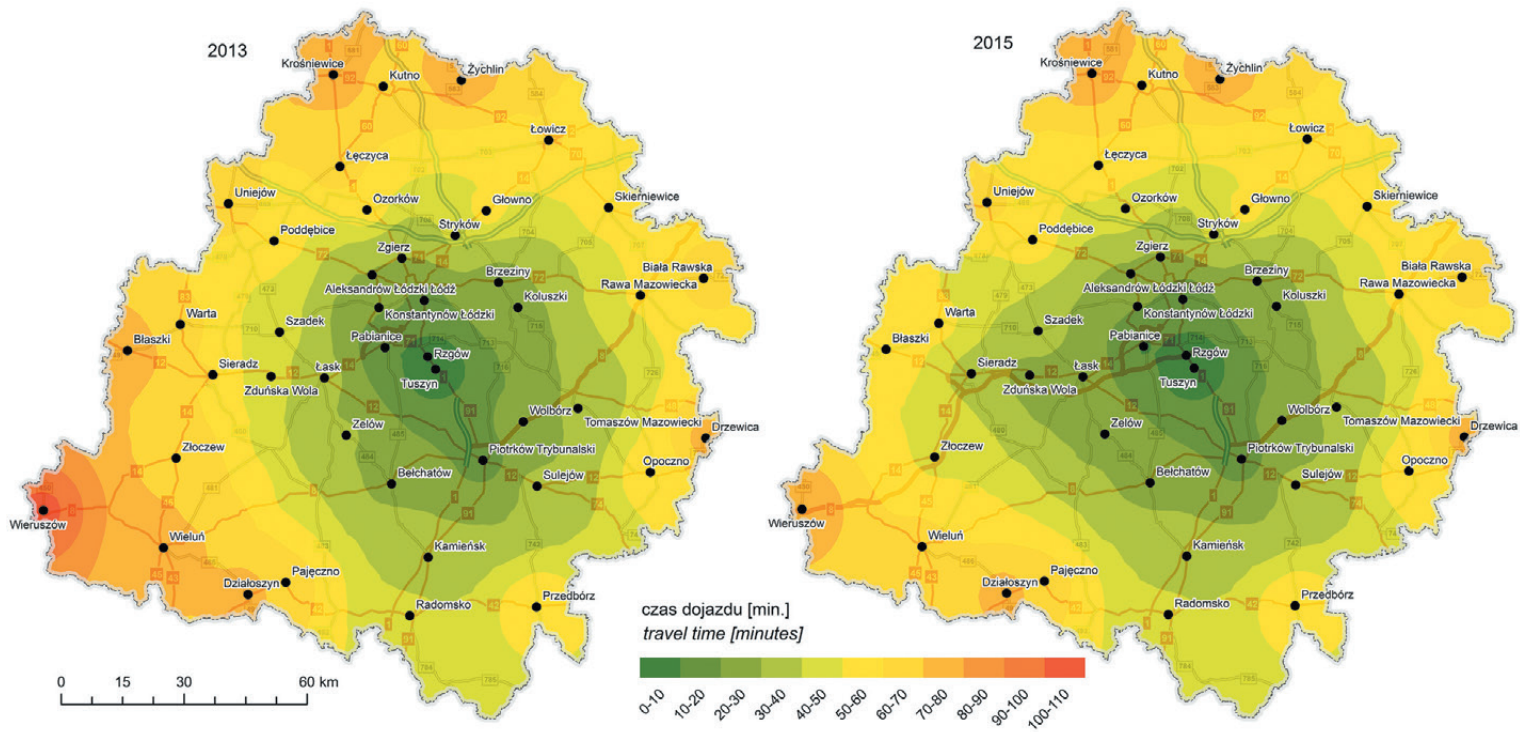 2013
Krośniewice
Kutno
Żychlin
Łowicz
Łęczyca
Uniejów
Ozorków
Głowno
Skierniewice
Stryków
Poddębice
Zgierz
Brzeziny
Biała Rawska
Rawa Mazowiecka
Aleksandrów Łódzki Łódź
Koluszki
Konstantynów Łódzki
Warta
Szadek
Pabianice
Błaszki
Rzgów
Sieradz
Łask
Tuszyn
Zduńska Wola
Wolbórz
Tomaszów Mazowiecki
Drzewica
Zelów
Złoczew
Piotrków Trybunalski
Opoczno
Bełchatów
Sulejów
Wieruszów
Wieluń
Kamieńsk
Pajęczno
Działoszyn
Radomsko
Przedbórz
0 15 30 60 km
2015
Krośniewice
Kutno
Żychlin
Łowicz
Łęczyca
Uniejów
Ozorków
Głowno
Skierniewice
Stryków
Poddębice
Zgierz
Brzeziny
Biała Rawska
Rawa Mazowiecka
Aleksandrów Łódzki Łódź
Koluszki
Konstantynów Łódzki
Warta
Szadek
Pabianice
Błaszki
Rzgów
Sieradz
Łask
Tuszyn
Zduńska Wola
Wolbórz
Tomaszów Mazowiecki
Drzewica
Zelów
Złoczew
Piotrków Trybunalski
Opoczno
Bełchatów
Sulejów
Wieruszów
Wieluń
Kamieńsk
Pajęczno
Działoszyn
Radomsko
Przedbórz
czas dojazdu [min.]
travel time [minutes]
0-10
10-20
20-30
30-40
40-50
50-60
60-70
70-80
80-90
90-100
100-110